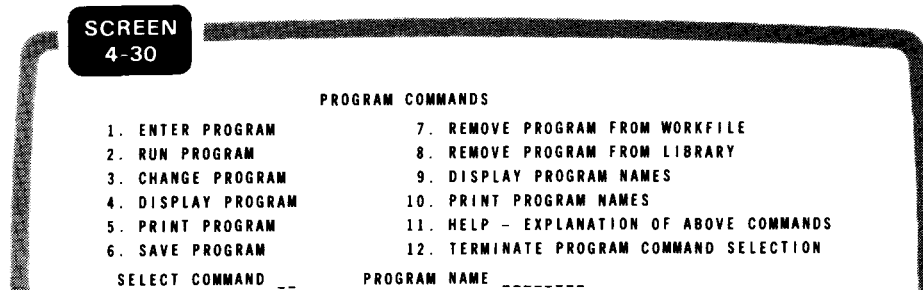 SCREEN
4-30
PROGRAM COMMANDS
1. ENTER PROGRAM 7. REMOVE PROGRAM FROM WORKFILE
2. RUN PROGRAM 8. REMOVE PROGRAM FROM LIBRARY
3. CHANGE PROGRAM 9. DISPLAY PROGRAM NAMES
4. DISPLAY PROGRAM 10. PRINT PROGRAM NAMES
5. PRINT PROGRAM 11. HELP - EXPLANATION OF ABOVE COMMANDS
6. SAVE PROGRAM 12. TERMINATE PROGRAM COMMAND SELECTION
SELECT COMMAND __ PROGRAM NAME ________